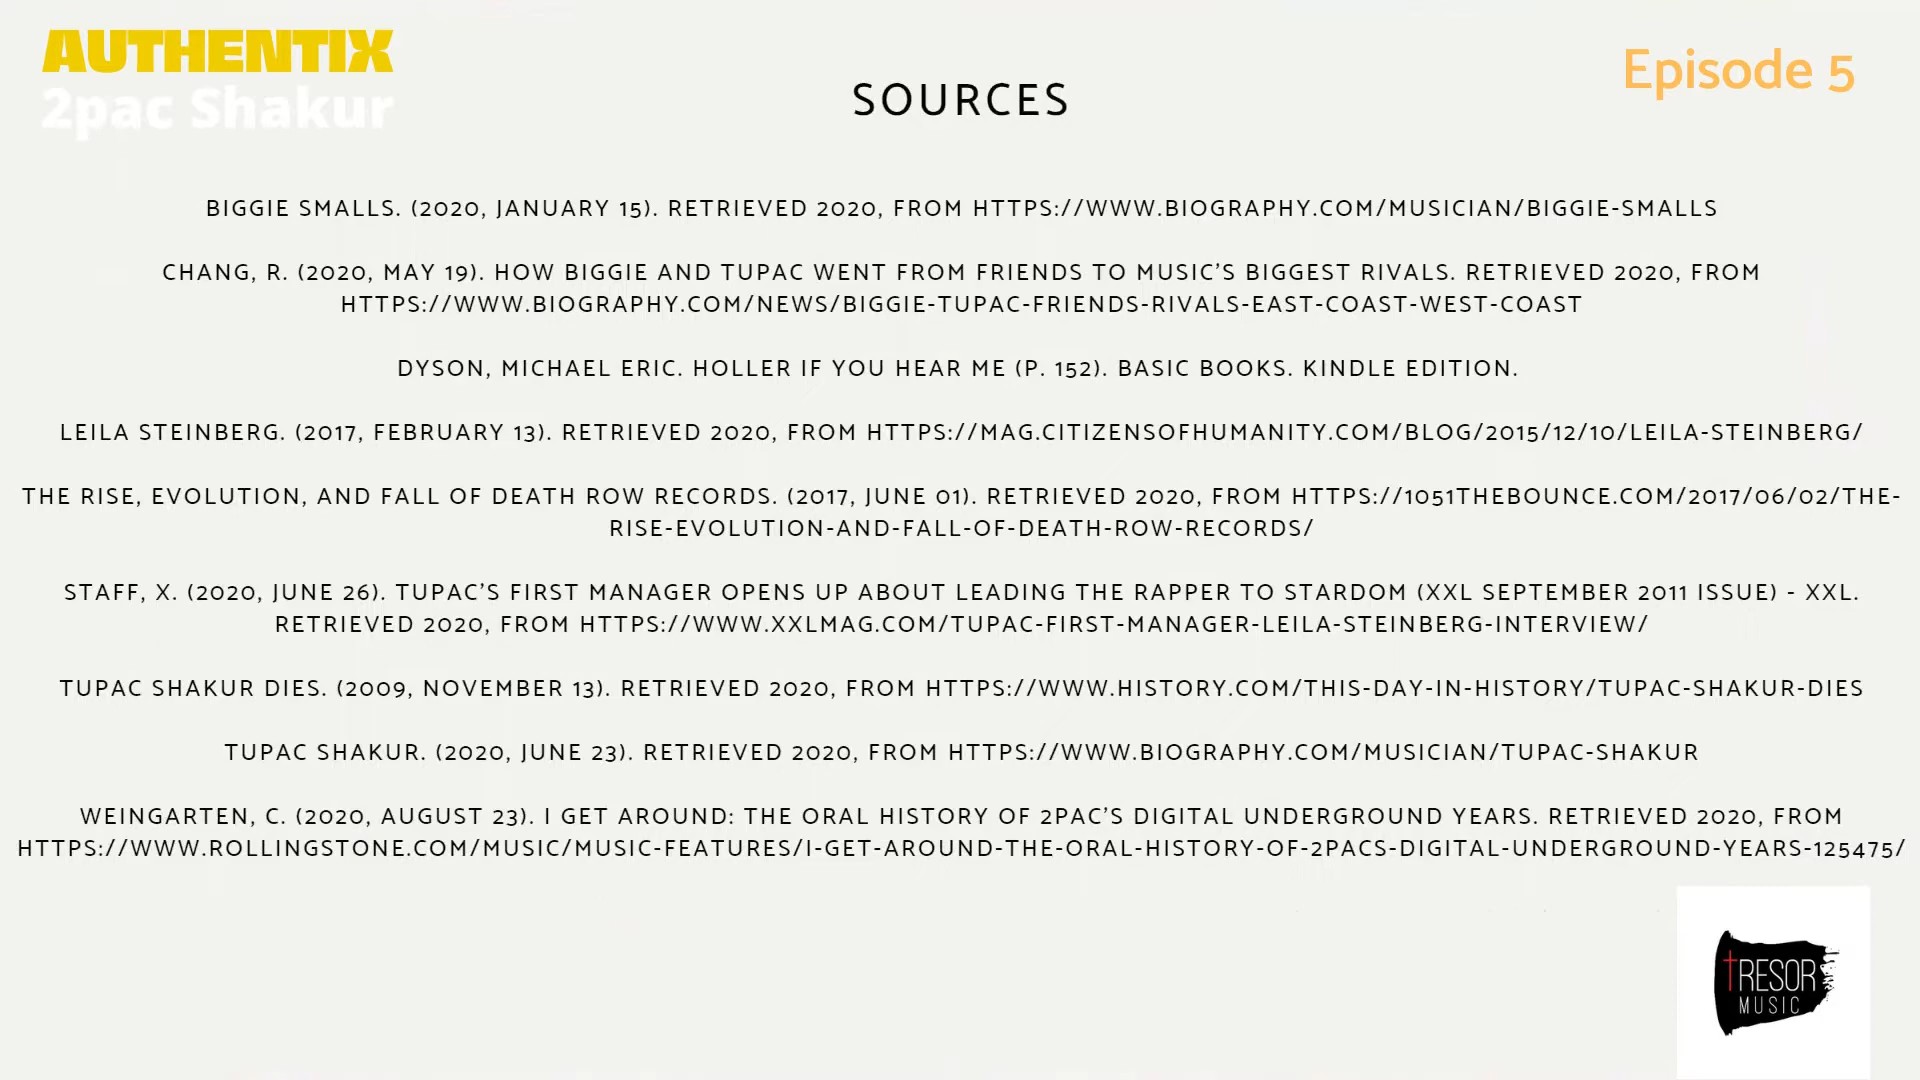 AUTHENTIX
2pac Shakur
Episode 5
SOURCES
BIGGIE SMALLS. (2020, JANUARY 15). RETRIEVED 2020, FROM HTTPS://WWW.BIOGRAPHY.COM/MUSICIAN/BIGGIE-SMALLS
CHANG, R. (2020, MAY 19). HOW BIGGIE AND TUPAC WENT FROM FRIENDS TO MUSIC'S BIGGEST RIVALS. RETRIEVED 2020, FROM
HTTPS://WWW.BIOGRAPHY.COM/NEWS/BIGGIE-TUPAC-FRIENDS-RIVALS-EAST-COAST-WEST-COAST
DYSON, MICHAEL ERIC. HOLLER IF YOU HEAR ME (P. 152). BASIC BOOKS. KINDLE EDITION.
LEILA STEINBERG. (2017, FEBRUARY 13). RETRIEVED 2020, FROM HTTPS://MAG.CITIZENSOFHUMANITY.COM/BLOG/2015/12/10/LEILA-STEINBERG/
THE RISE, EVOLUTION, AND FALL OF DEATH ROW RECORDS. (2017, JUNE 01). RETRIEVED 2020, FROM HTTPS://1051THEBOUNCE.COM/2017/06/02/THE-
RISE-EVOLUTION-AND-FALL-OF-DEATH-ROW-RECORDS/
STAFF, X. (2020, JUNE 26). TUPAC'S FIRST MANAGER OPENS UP ABOUT LEADING THE RAPPER TO STARDOM (XXL SEPTEMBER 2011 ISSUE) - XXL.
RETRIEVED 2020, FROM HTTPS://WWW.XXLMAG.COM/TUPAC-FIRST-MANAGER-LEILA-STEINBERG-INTERVIEW/
TUPAC SHAKUR DIES. (2009, NOVEMBER 13). RETRIEVED 2020, FROM HTTPS://WWW.HISTORY.COM/THIS-DAY-IN-HISTORY/TUPAC-SHAKUR-DIES
TUPAC SHAKUR. (2020, JUNE 23). RETRIEVED 2020, FROM HTTPS://WWW.BIOGRAPHY.COM/MUSICIAN/TUPAC-SHAKUR
WEINGARTEN, C. (2020, AUGUST 23). I GET AROUND: THE ORAL HISTORY OF 2PAC'S DIGITAL UNDERGROUND YEARS. RETRIEVED 2020, FROM
HTTPS://WWW.ROLLINGSTONE.COM/MUSIC/MUSIC-FEATURES/I-GET-AROUND-THE-ORAL-HISTORY-OF-2PACS-DIGITAL-UNDERGROUND-YEARS-125475/
TRESOR
MUSIC